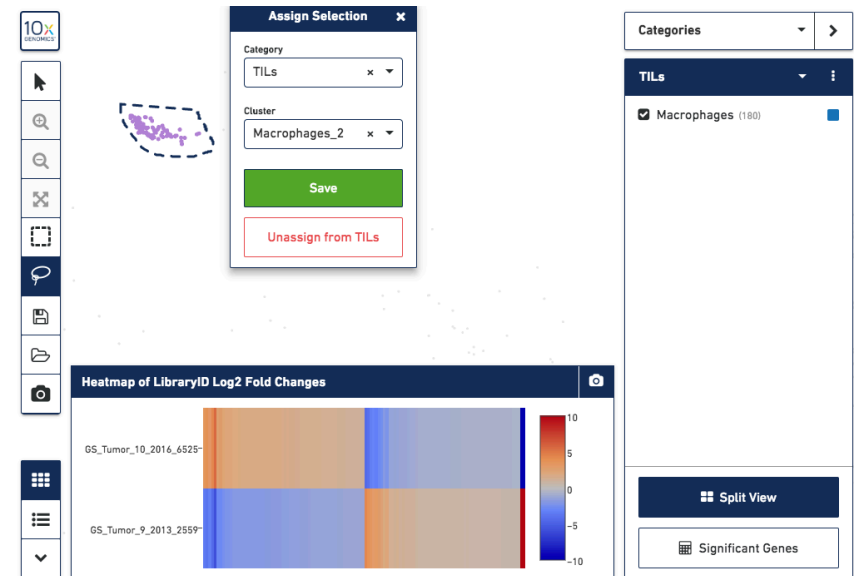 10x
GENOMICS
Assign Selection
Category
TILs
Cluster
Macrophages_2
Save
Unassign from TILs
Categories
TILs
Macrophages (180)
Heatmap of LibraryID Log2 Fold Changes
GS_Tumor_10_2016_6525
GS_Tumor_9_2013_2559
10
5
0
−5
−10
Split View
Significant Genes